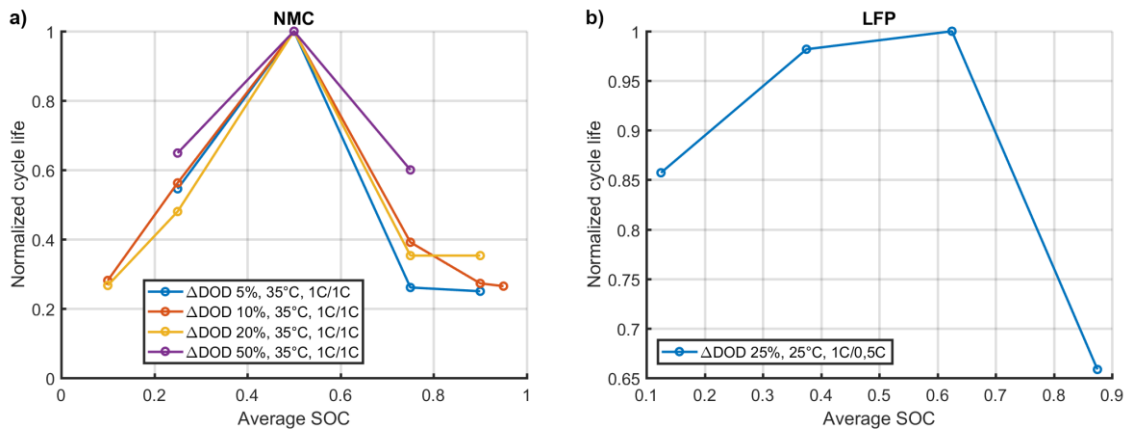 a)
NMC
Normalized cycle life
1
0.8
0.6
0.4
0.2
0
0
0.2
0.4
0.6
0.8
1
Average SOC
ΔDOD 5%, 35°C, 1C/1C
ΔDOD 10%, 35°C, 1C/1C
ΔDOD 20%, 35°C, 1C/1C
ΔDOD 50%, 35°C, 1C/1C
b)
LFP
Normalized cycle life
1
0.95
0.9
0.85
0.8
0.75
0.7
0.65
0.1
0.2
0.3
0.4
0.5
0.6
0.7
0.8
0.9
Average SOC
ΔDOD 25%, 25°C, 1C/0,5C